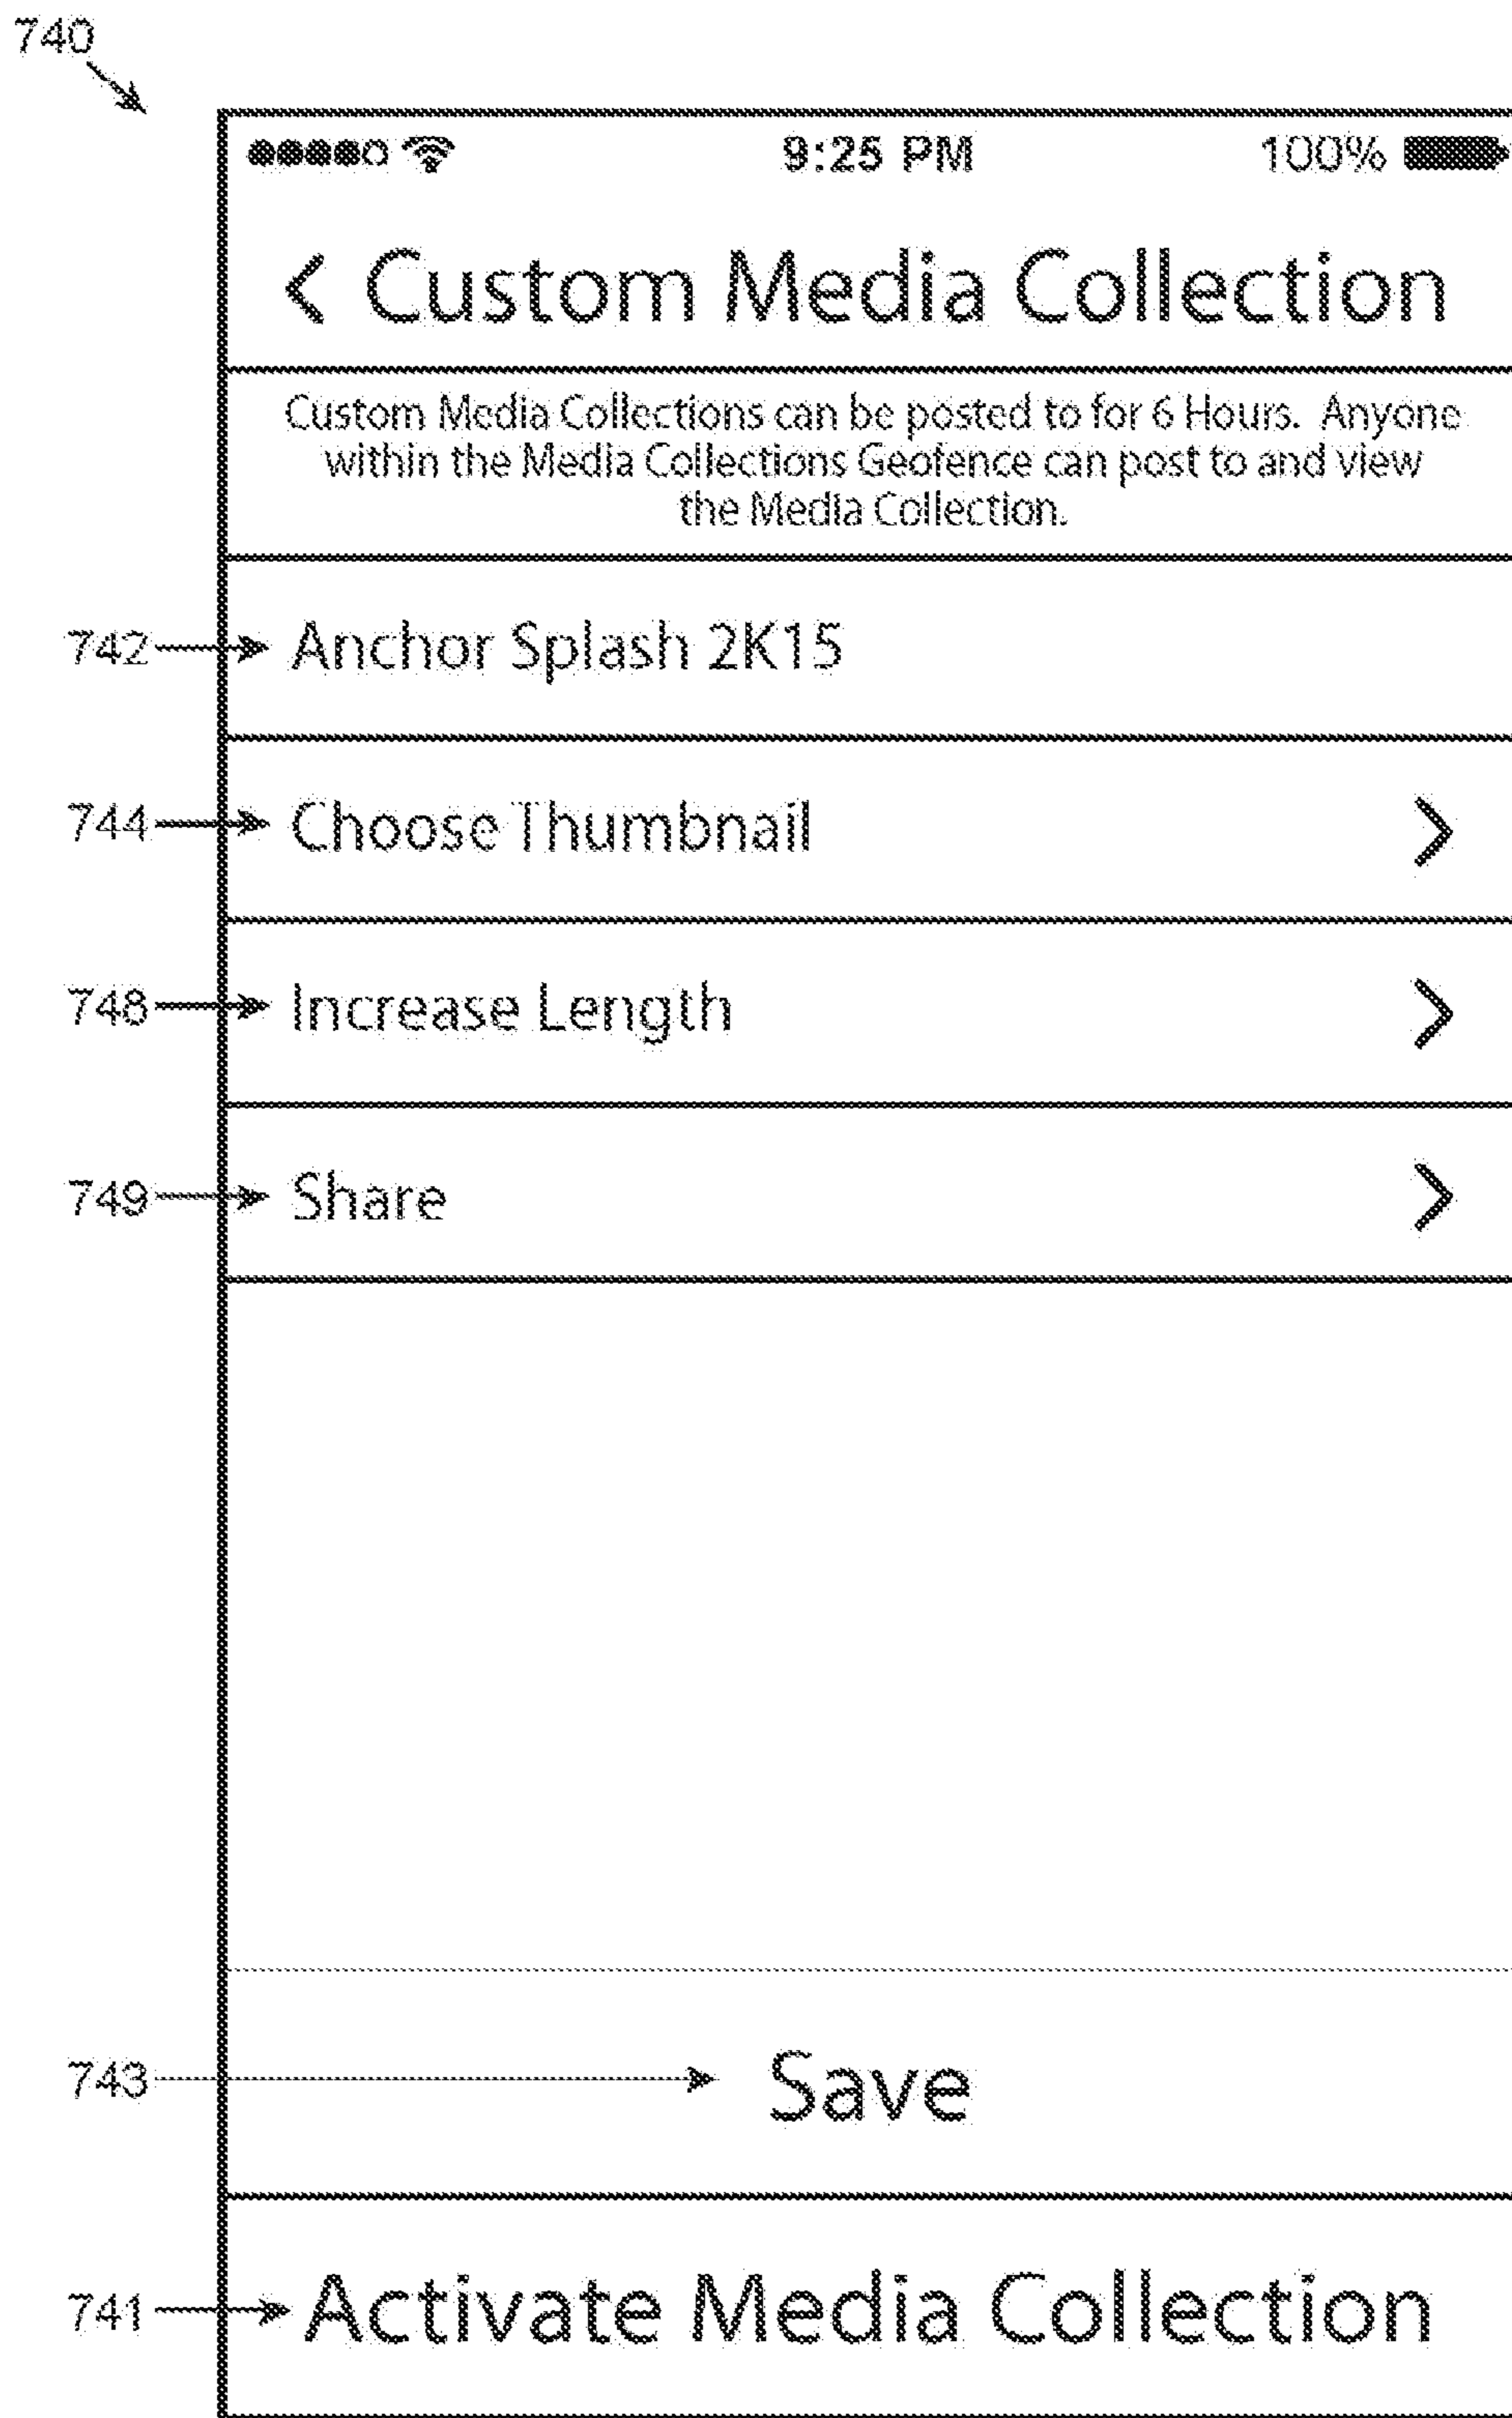 740
9:25 PM 100%
< Custom Media Collection
Custom Media Collections can be posted to for 6 Hours. Anyone
within the Media Collections Geofence can post to and view
the Media Collection.
742 Anchor Splash 2K15
744 Choose Thumbnail >
748 Increase Length >
749 Share >
743 Save
741 Activate Media Collection